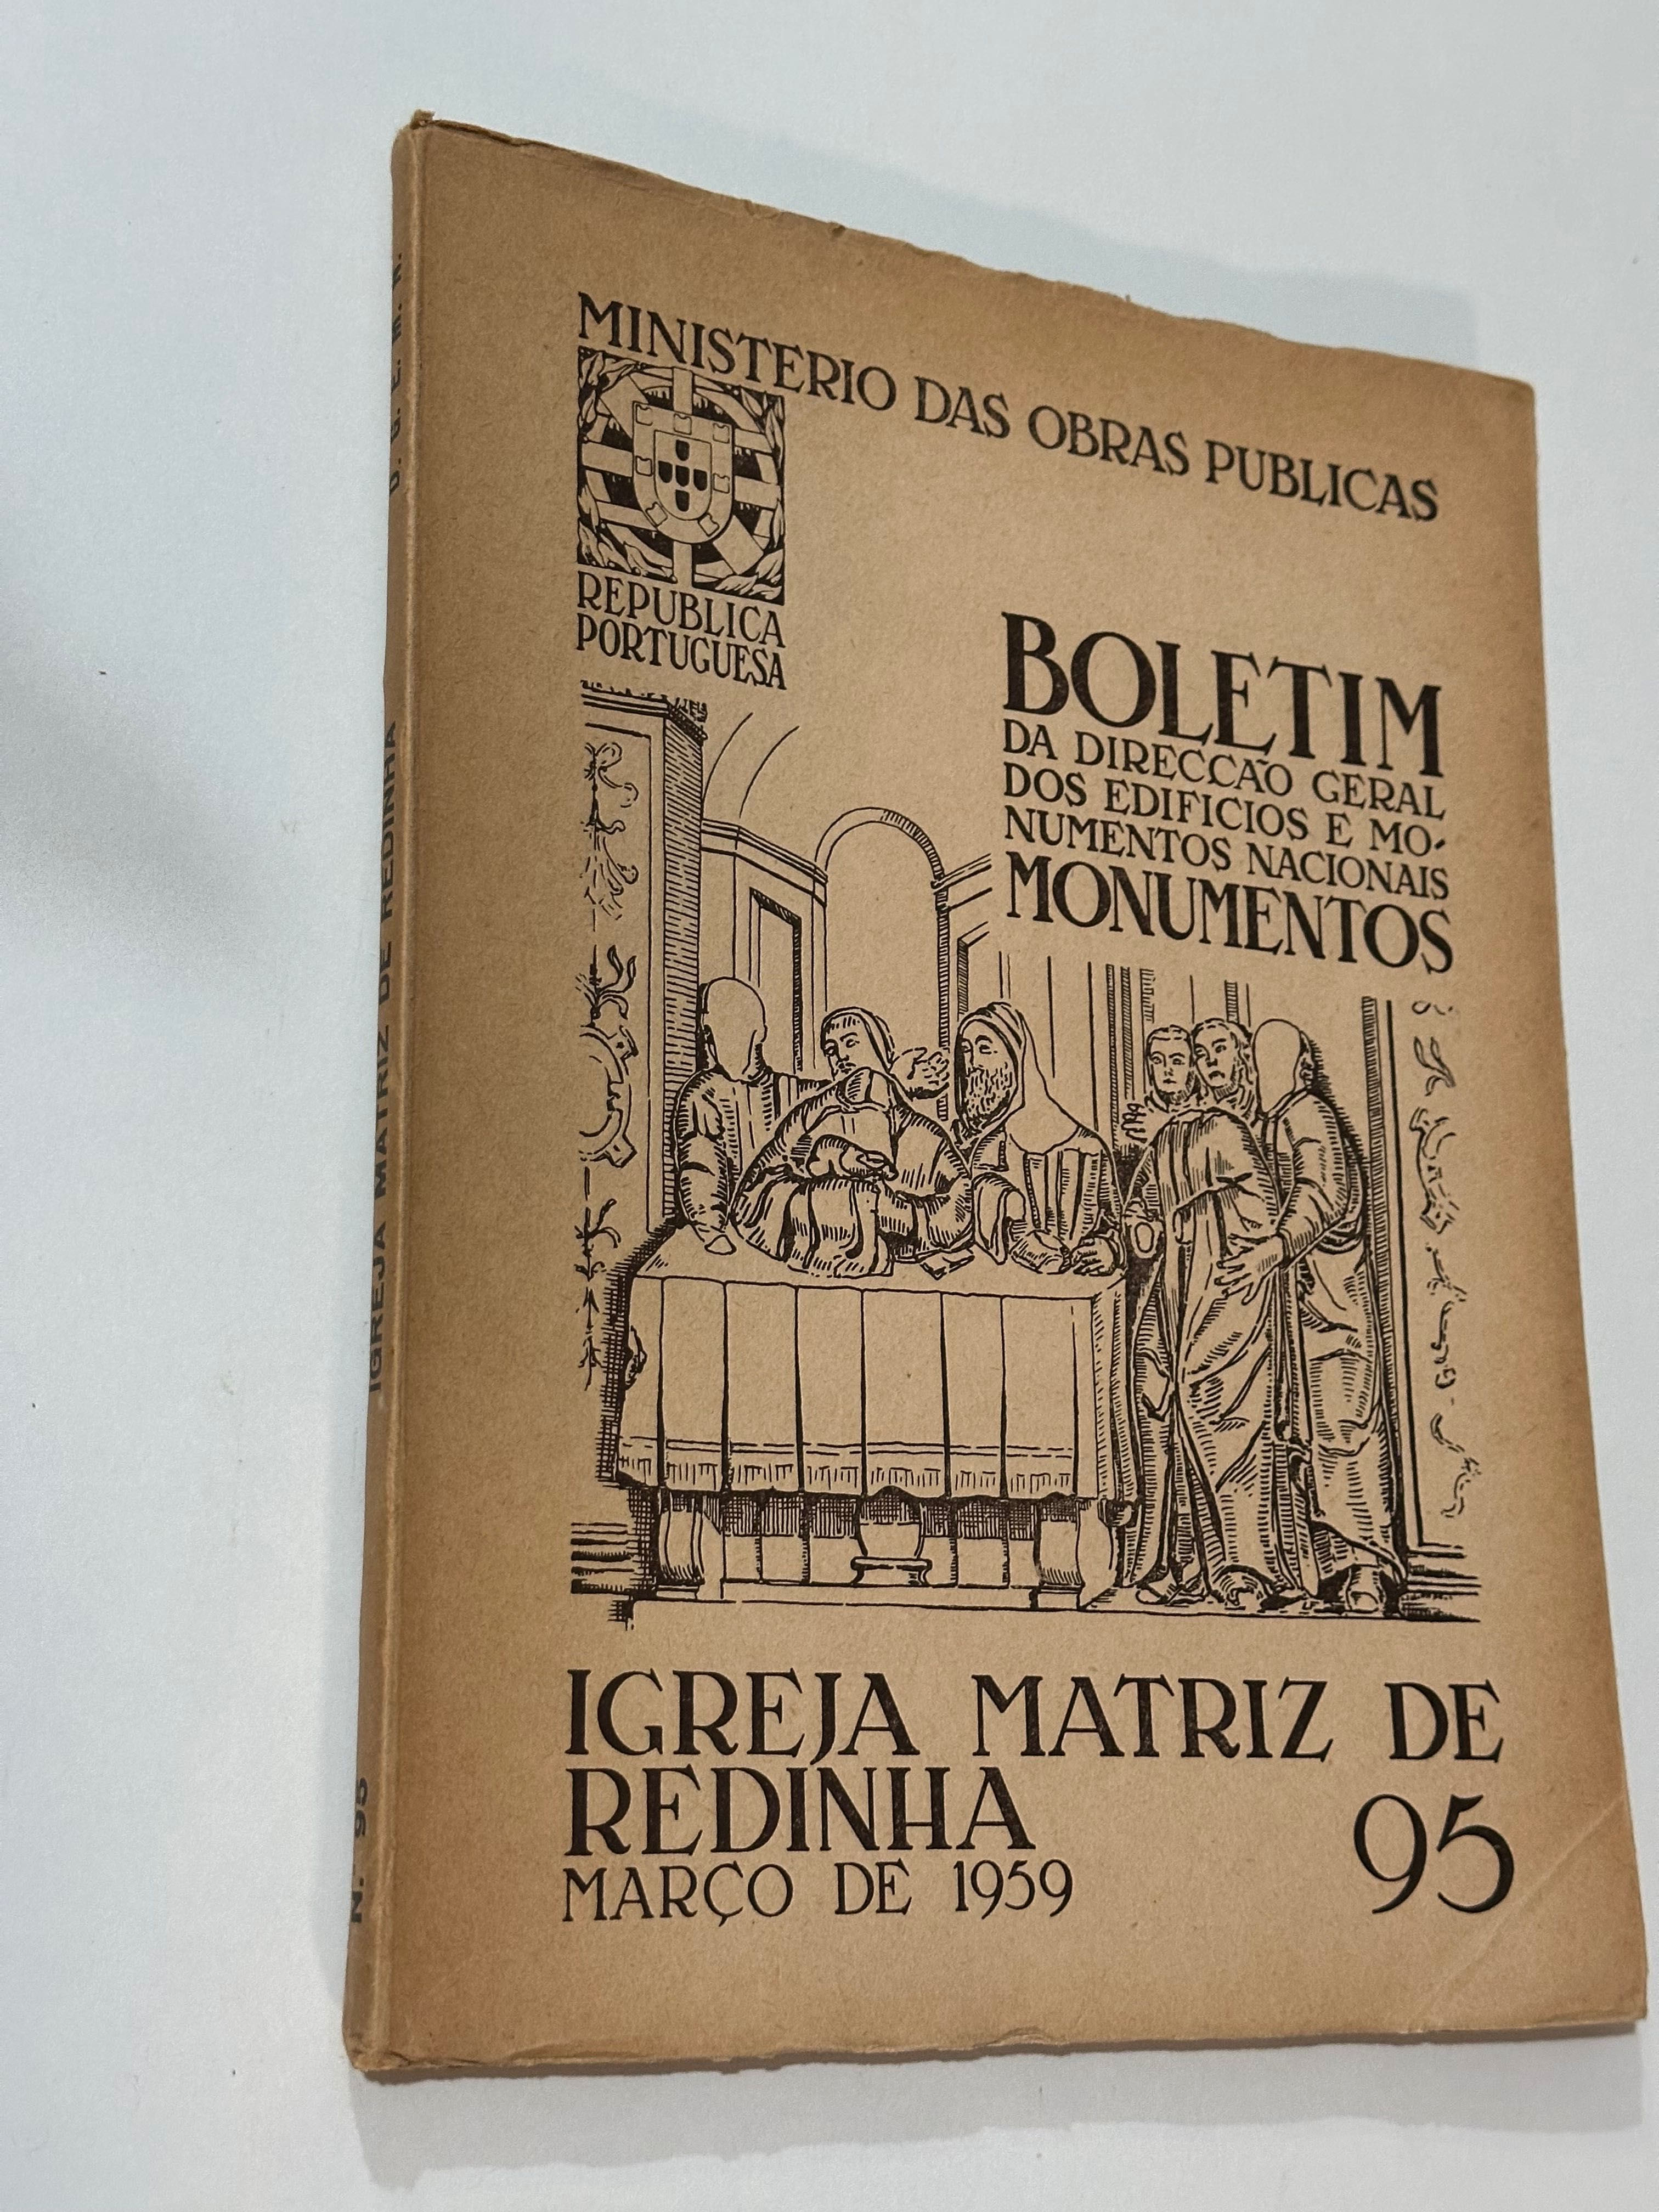 MINISTERIO DAS OBRAS PUBLICAS
REPUBLICA
PORTUGUESA
BOLETIM
DA DIRECCÃO GERAL
DOS EDIFICIOS E MO-
NUMENTOS NACIONAIS
MONUMENTOS
IGREJA MATRIZ DE
REDINHA
MARÇO DE 1959
95
D. G. E. M. N.
IGREJA MATRIZ DE REDINHA
N.º 95